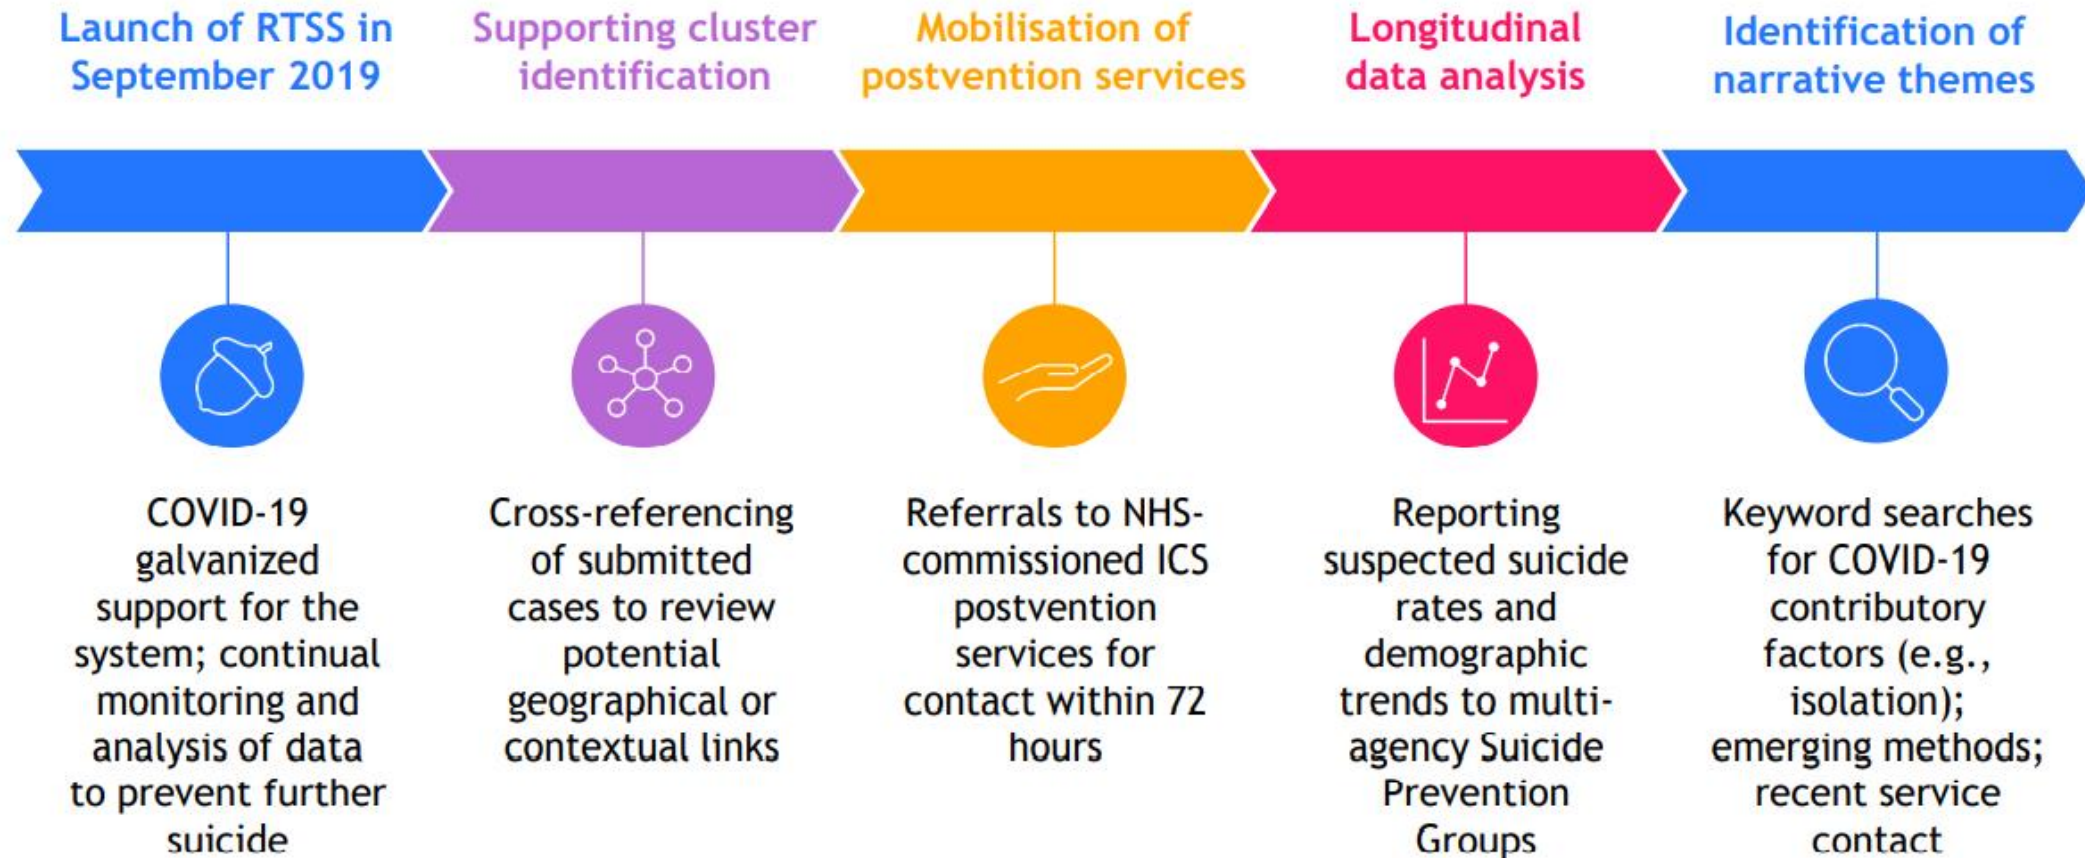 Launch of RTSS in
September 2019
Supporting cluster
identification
Mobilisation of
postvention services
Longitudinal
data analysis
Identification of
narrative themes
COVID-19
galvanized
support for the
system; continual
monitoring and
analysis of data
to prevent further
suicide
Cross-referencing
of submitted
cases to review
potential
geographical or
contextual links
Referrals to NHS-
commissioned ICS
postvention
services for
contact within 72
hours
Reporting
suspected suicide
rates and
demographic
trends to multi-
agency Suicide
Prevention
Groups
Keyword searches
for COVID-19
contributory
factors (e.g.,
isolation);
emerging methods;
recent service
contact